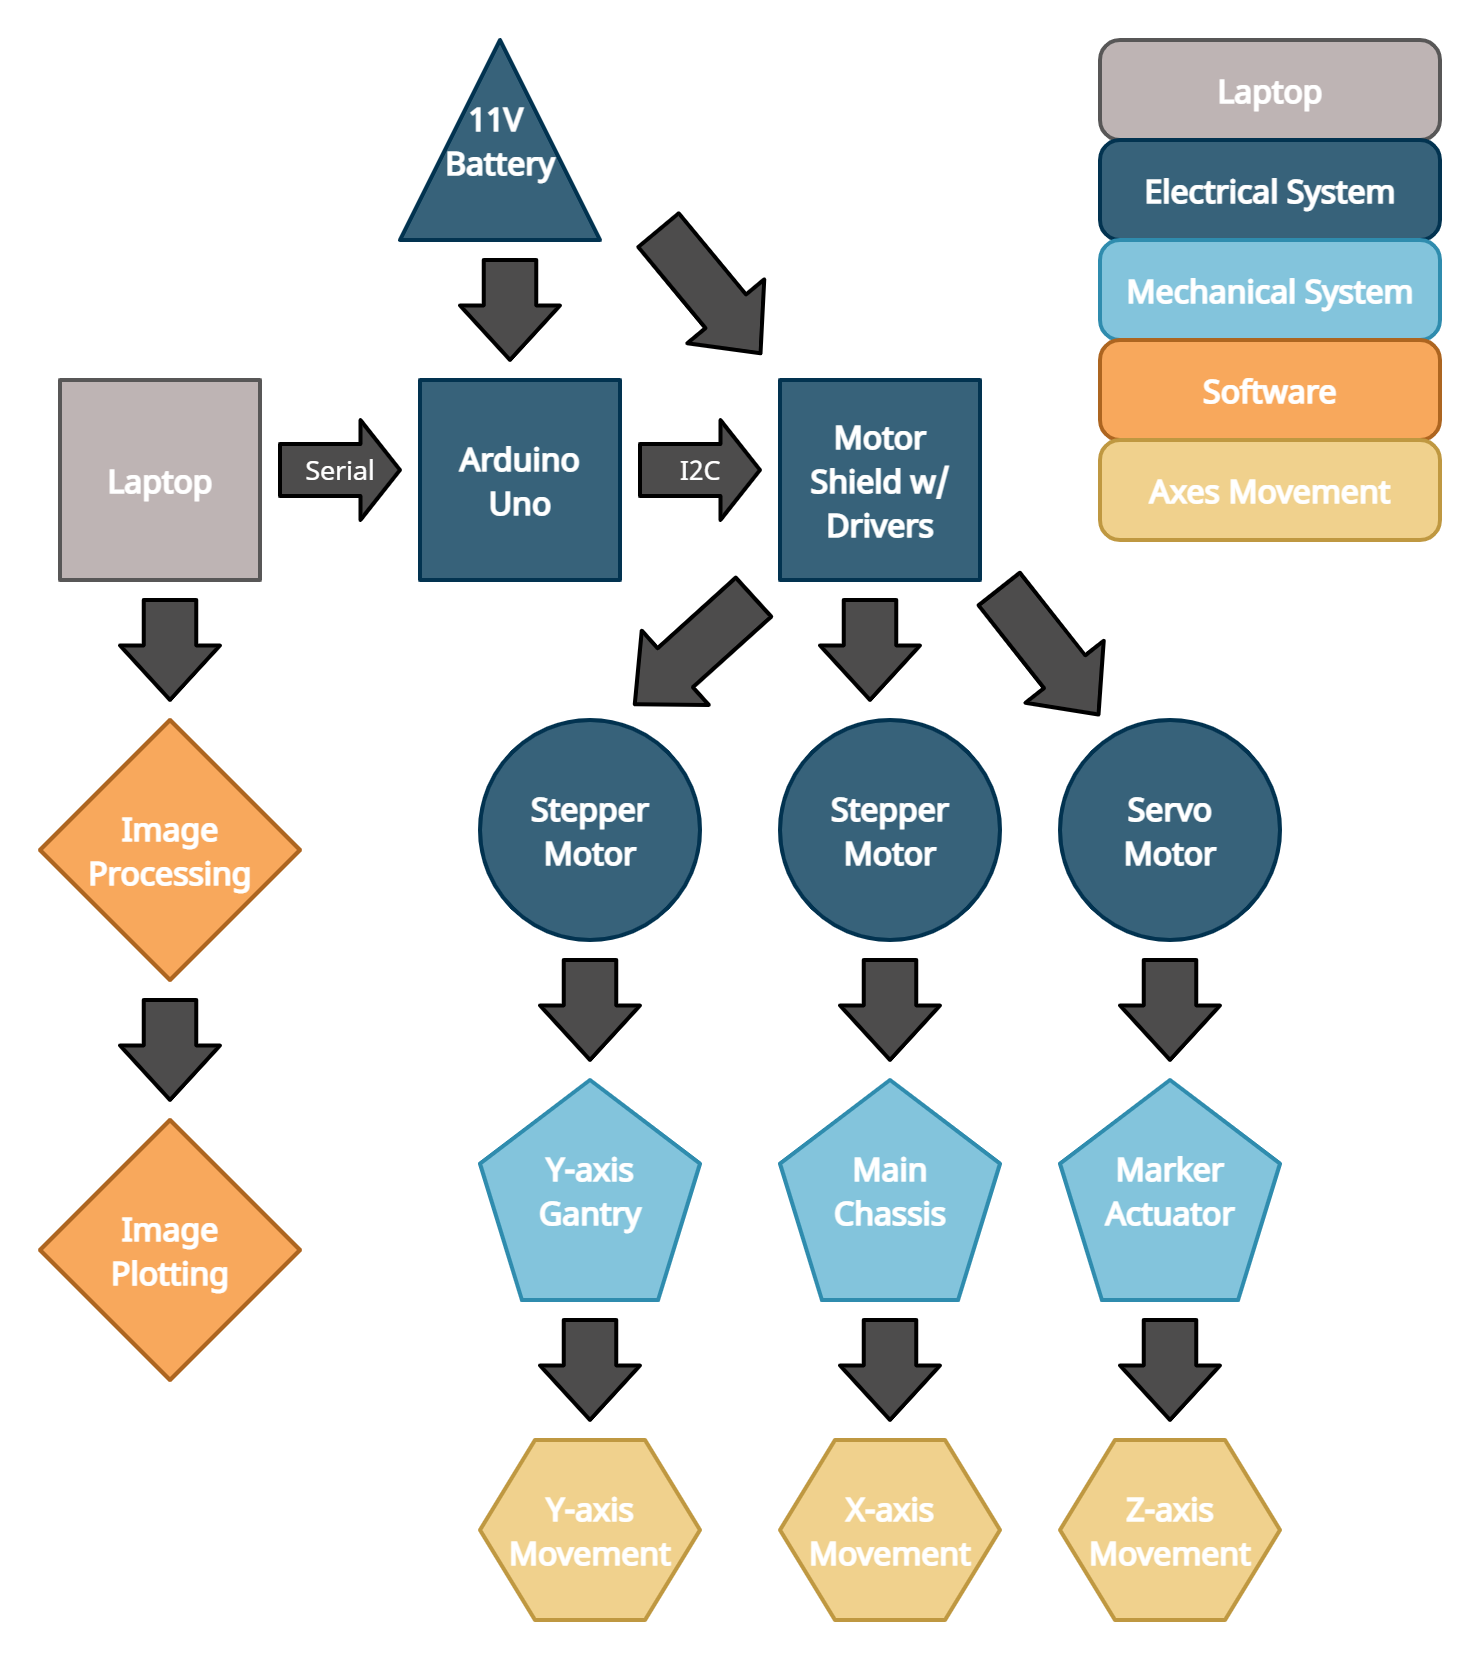 11V
Battery
Laptop
Electrical System
Mechanical System
Software
Axes Movement
Laptop
Serial
Arduino
Uno
I2C
Motor
Shield w/
Drivers
Image
Processing
Stepper
Motor
Stepper
Motor
Servo
Motor
Image
Plotting
Y-axis
Gantry
Main
Chassis
Marker
Actuator
Y-axis
Movement
X-axis
Movement
Z-axis
Movement